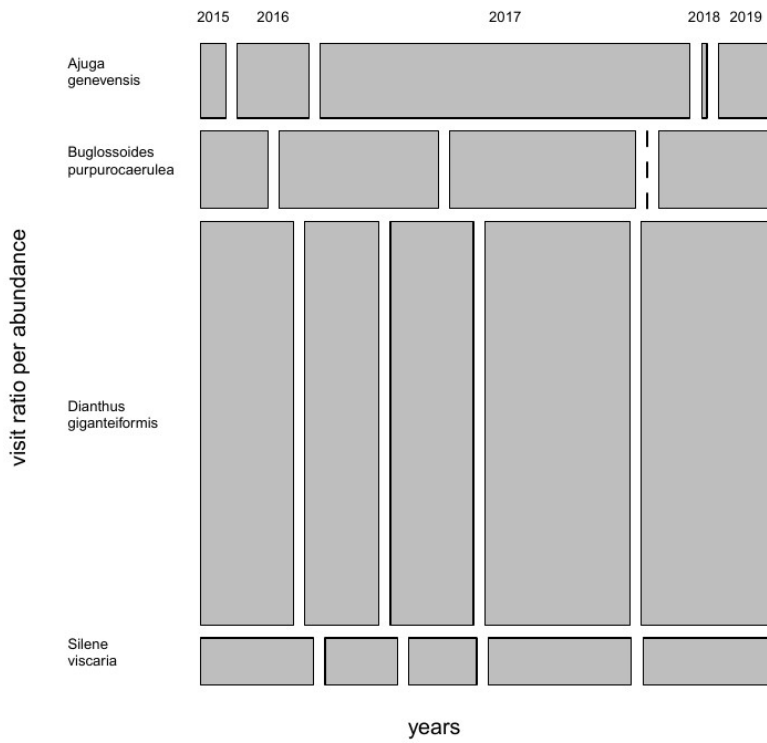 2015 2016 2017 2018 2019
Ajuga
genevensis
Buglossoides
purpurocaerulea
visit ratio per abundance
Dianthus
giganteiformis
Silene
viscaria
years